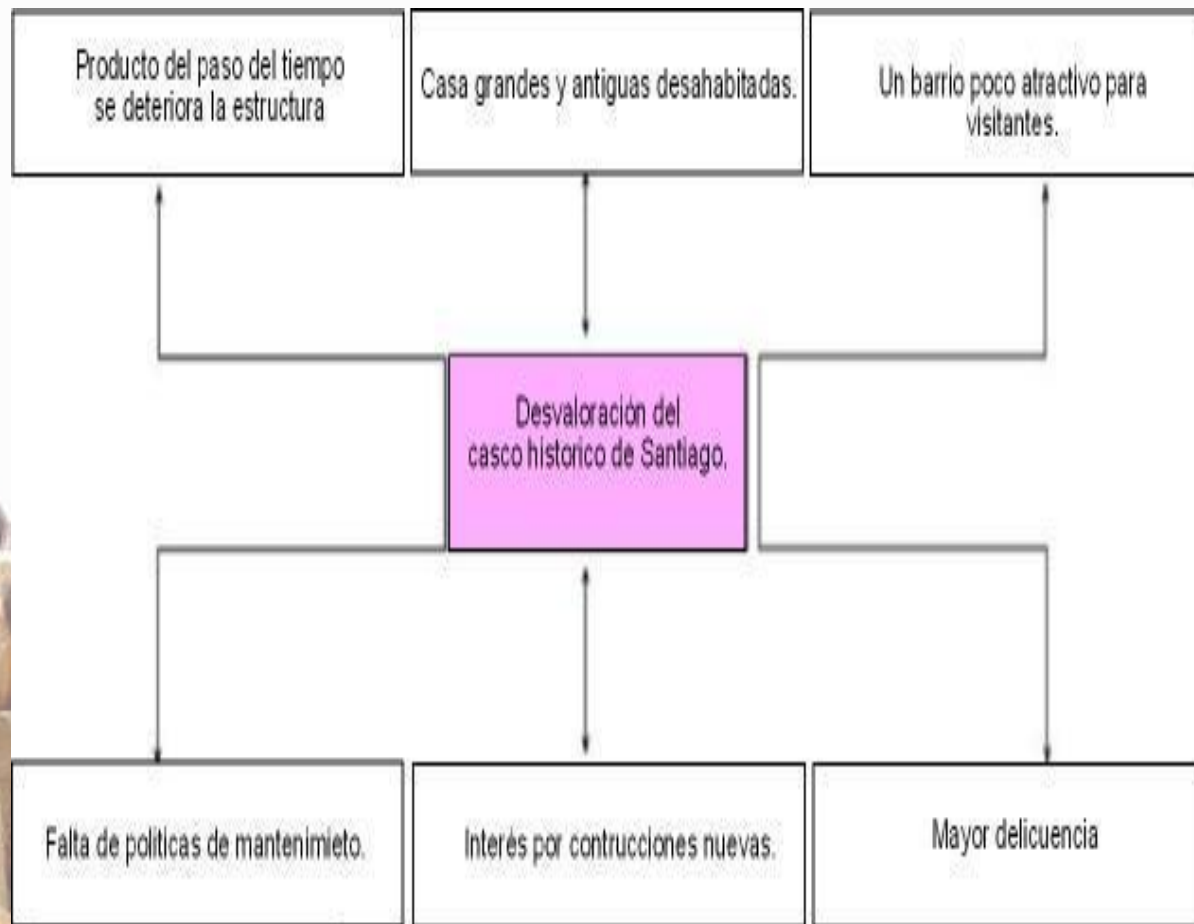 Producto del paso del tiempo
se deteriora la estructura
Casa grandes y antiguas desahabitadas.
Un barrio poco atractivo para
visitantes.
Desvaloración del
casco historico de Santiago.
Falta de politicas de mantenimieto.
Interés por contrucciones nuevas.
Mayor delicuencia